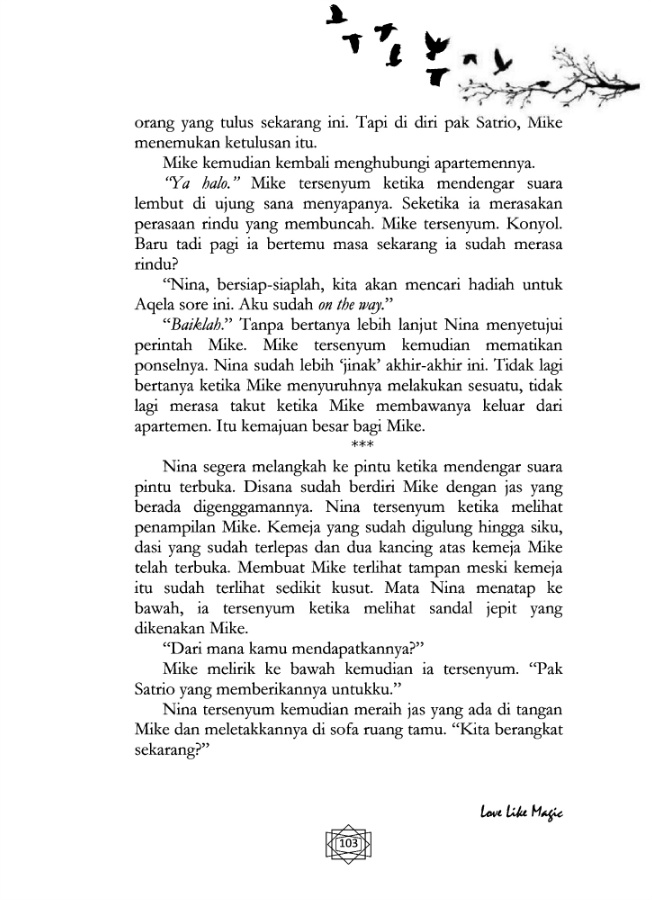 orang yang tulus sekarang ini. Tapi di diri pak Satrio, Mike
menemukan ketulusan itu.
Mike kemudian kembali menghubungi apartemennya.
“Ya halo.” Mike tersenyum ketika mendengar suara
lembut di ujung sana menyapanya. Seketika ia merasakan
perasaan rindu yang membuncah. Mike tersenyum. Konyol.
Baru tadi pagi ia bertemu masa sekarang ia sudah merasa
rindu?
“Nina, bersiap-siaplah, kita akan mencari hadiah untuk
Aqela sore ini. Aku sudah on the way.”
“Baiklah.” Tanpa bertanya lebih lanjut Nina menyetujui
perintah Mike. Mike tersenyum kemudian mematikan
ponselnya. Nina sudah lebih ‘jinak’ akhir-akhir ini. Tidak lagi
bertanya ketika Mike menyuruhnya melakukan sesuatu, tidak
lagi merasa takut ketika Mike membawanya keluar dari
apartemen. Itu kemajuan besar bagi Mike.
***
Nina segera melangkah ke pintu ketika mendengar suara
pintu terbuka. Disana sudah berdiri Mike dengan jas yang
berada digenggamannya. Nina tersenyum ketika melihat
penampilan Mike. Kemeja yang sudah digulung hingga siku,
dasi yang sudah terlepas dan dua kancing atas kemeja Mike
telah terbuka. Membuat Mike terlihat tampan meski kemeja
itu sudah terlihat sedikit kusut. Mata Nina menatap ke
bawah, ia tersenyum ketika melihat sandal jepit yang
dikenakan Mike.
“Dari mana kamu mendapatkannya?”
Mike melirik ke bawah kemudian ia tersenyum. “Pak
Satrio yang memberikannya untukku.”
Nina tersenyum kemudian meraih jas yang ada di tangan
Mike dan meletakkannya di sofa ruang tamu. “Kita berangkat
sekarang?”
Love Like Magic
103